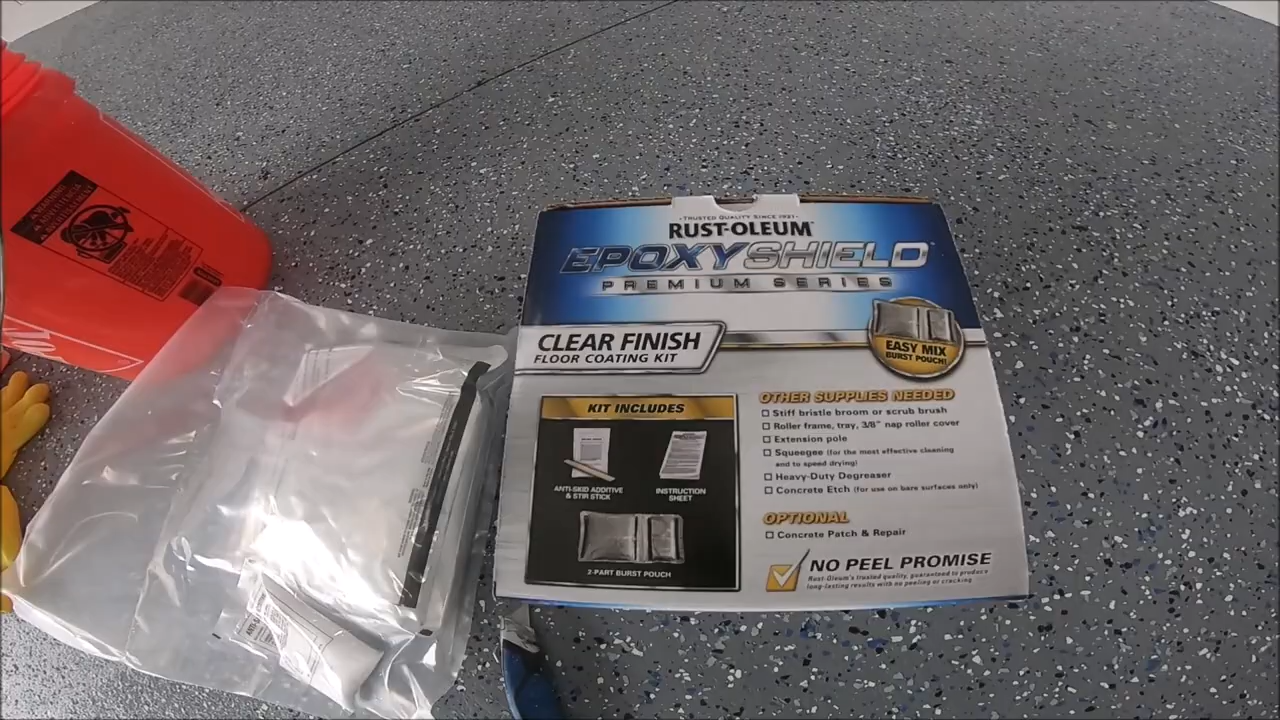 WARNING
ADVERTENCIA
·TRUSTED QUALITY SINCE 1921·
RUST-OLEUM
EPOXYSHIELD
PREMIUM SERIES
CLEAR FINISH
FLOOR COATING KIT
EASY MIX
BURST POUCH!
KIT INCLUDES
ANTI-SKID ADDITIVE
& STIR STICK
INSTRUCTION
SHEET
2-PART BURST POUCH
OTHER SUPPLIES NEEDED
Stiff bristle broom or scrub brush
Roller frame, tray, 3/8" nap roller cover
Extension pole
Squeegee (for the most effective cleaning
and to speed drying)
Heavy-Duty Degreaser
Concrete Etch (for use on bare surfaces only)
OPTIONAL
Concrete Patch & Repair
NO PEEL PROMISE
Rust-Oleum's trusted quality, guaranteed to produce
long-lasting results with no peeling or cracking